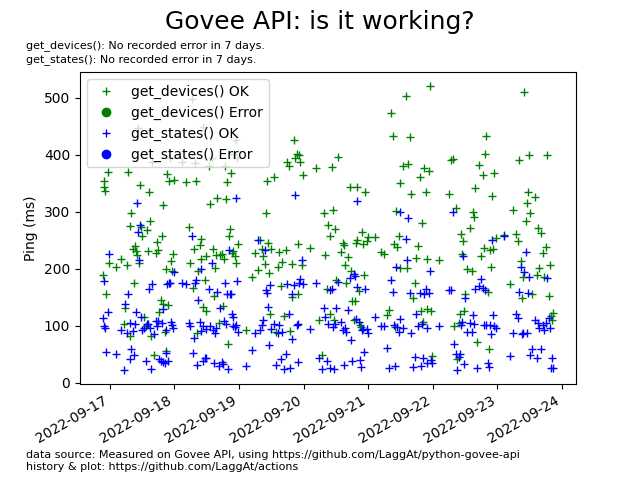 Govee API: is it working?
get_devices(): No recorded error in 7 days.
get_states(): No recorded error in 7 days.
get_devices() OK
get_devices() Error
get_states() OK
get_states() Error
Ping (ms)
500
400
300
200
100
0
2022-09-17
2022-09-18
2022-09-19
2022-09-20
2022-09-21
2022-09-22
2022-09-23
2022-09-24
data source: Measured on Govee API, using https://github.com/LaggAt/python-govee-api
history & plot: https://github.com/LaggAt/actions